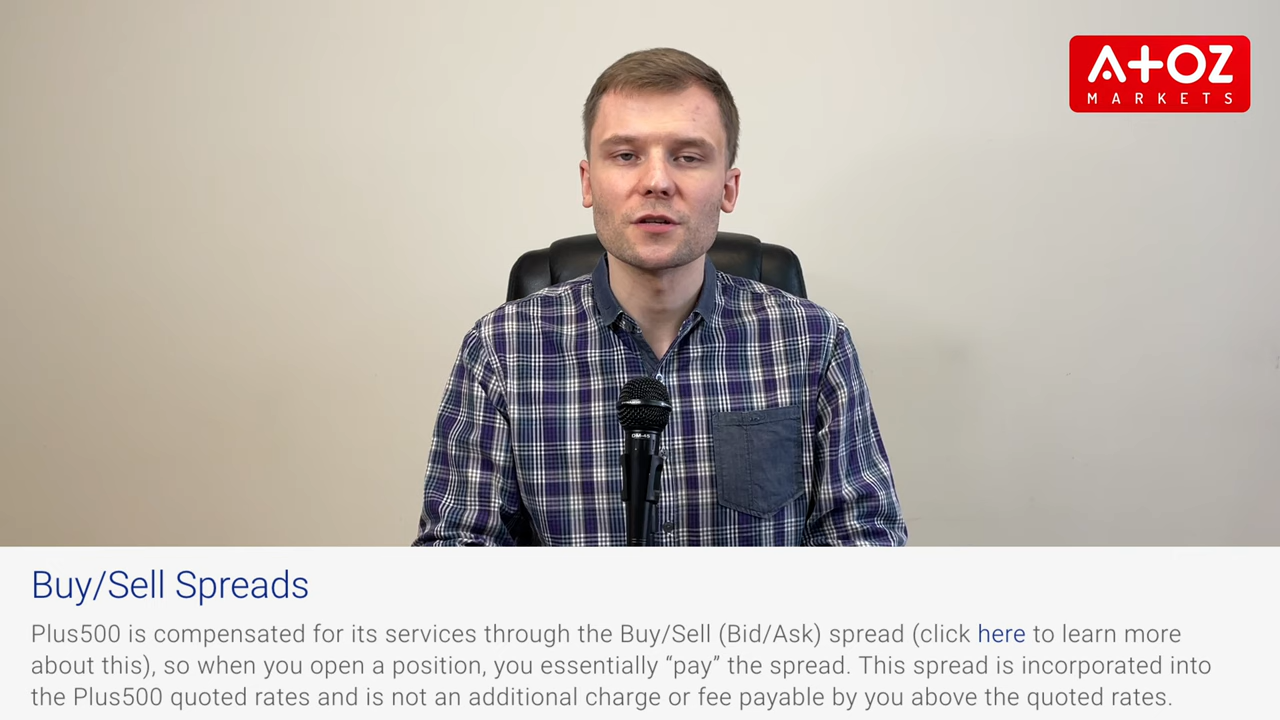 A+OZ
MARKETS
GM-45
Buy/Sell Spreads
Plus500 is compensated for its services through the Buy/Sell (Bid/Ask) spread (click here to learn more
about this), so when you open a position, you essentially “pay” the spread. This spread is incorporated into
the Plus500 quoted rates and is not an additional charge or fee payable by you above the quoted rates.